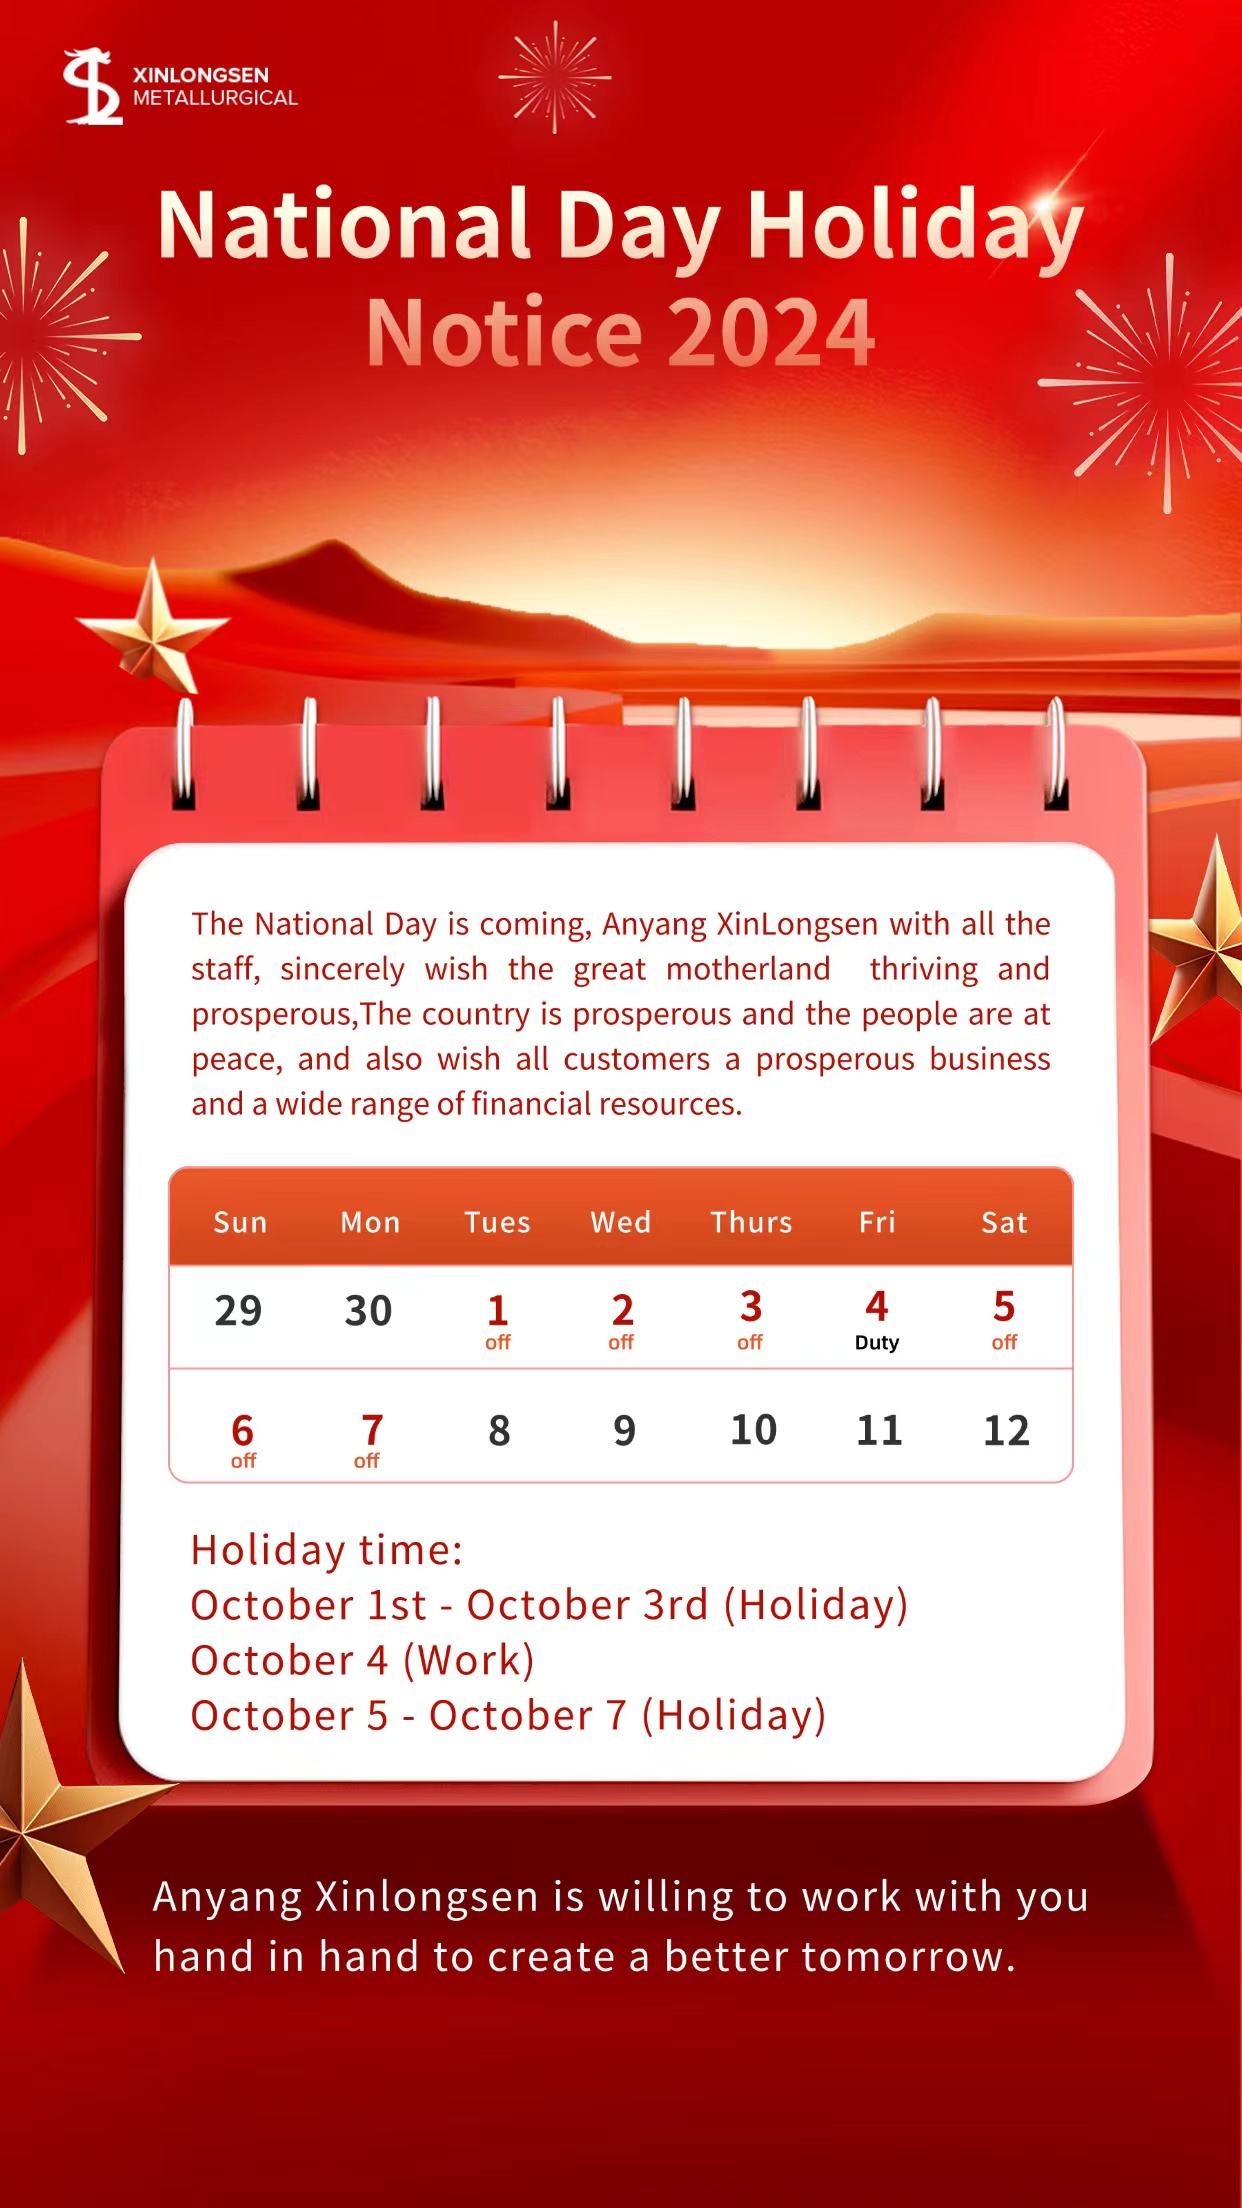 XINLONGSEN
METALLURGICAL
National Day Holiday
Notice 2024
The National Day is coming, Anyang XinLongsen with all the
staff, sincerely wish the great motherland thriving and
prosperous,The country is prosperous and the people are at
peace, and also wish all customers a prosperous business
and a wide range of financial resources.
Sun Mon Tues Wed Thurs Fri Sat
29 30 1 2 3 4 5
off off off Duty off
6 7 8 9 10 11 12
off off
Holiday time:
October 1st - October 3rd (Holiday)
October 4 (Work)
October 5 - October 7 (Holiday)
Anyang Xinlongsen is willing to work with you
hand in hand to create a better tomorrow.